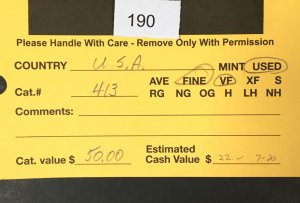 190
Please Handle With Care - Remove Only With Permission
COUNTRY U.S.A. MINT USED
AVE FINE VF XF S
Cat.# 413 RG NG OG H LH NH
Comments:
Estimated
Cat. value $ 50.00 Cash Value $ 22 - 7-20